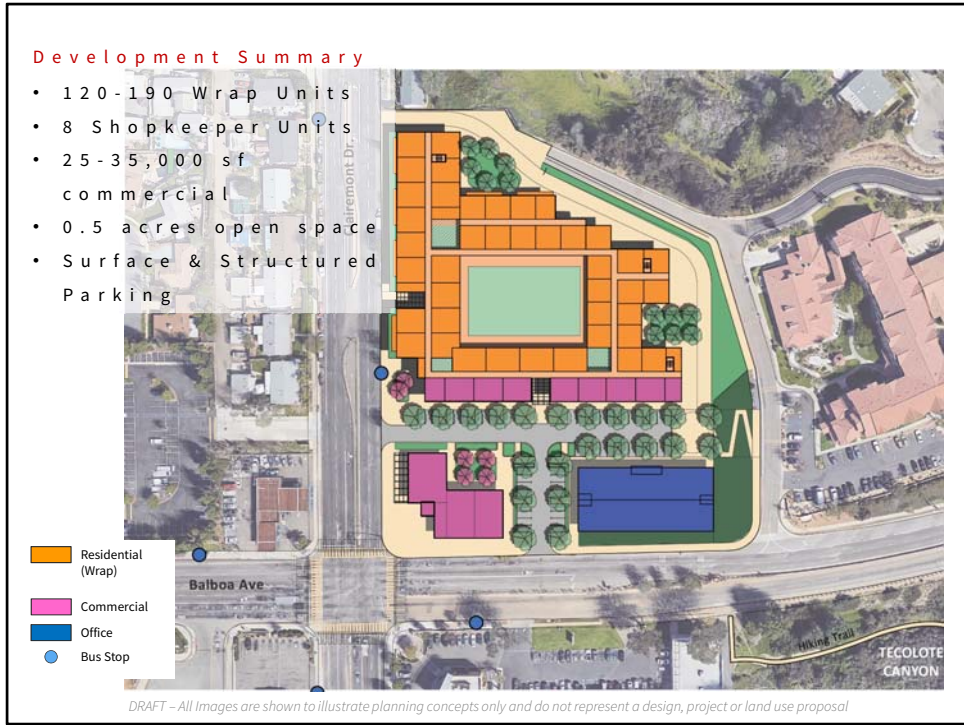 Development Summary
• 120-190 Wrap Units
• 8 Shopkeeper Units
• 25-35,000 sf
commercial
• 0.5 acres open space
• Surface & Structured
Parking
Clairemont Dr.
Residential
(Wrap)
Commercial
Office
Bus Stop
Balboa Ave
Hiking Trail
TECOLOTE
CANYON
DRAFT – All Images are shown to illustrate planning concepts only and do not represent a design, project or land use proposal